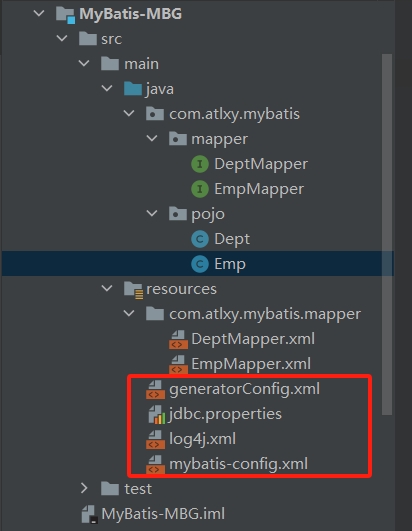 MyBatis-MBG
src
main
java
com.atlxy.mybatis
mapper
DeptMapper
EmpMapper
pojo
Dept
Emp
resources
com.atlxy.mybatis.mapper
DeptMapper.xml
EmpMapper.xml
generatorConfig.xml
jdbc.properties
log4j.xml
mybatis-config.xml
test
MyBatis-MBG.iml